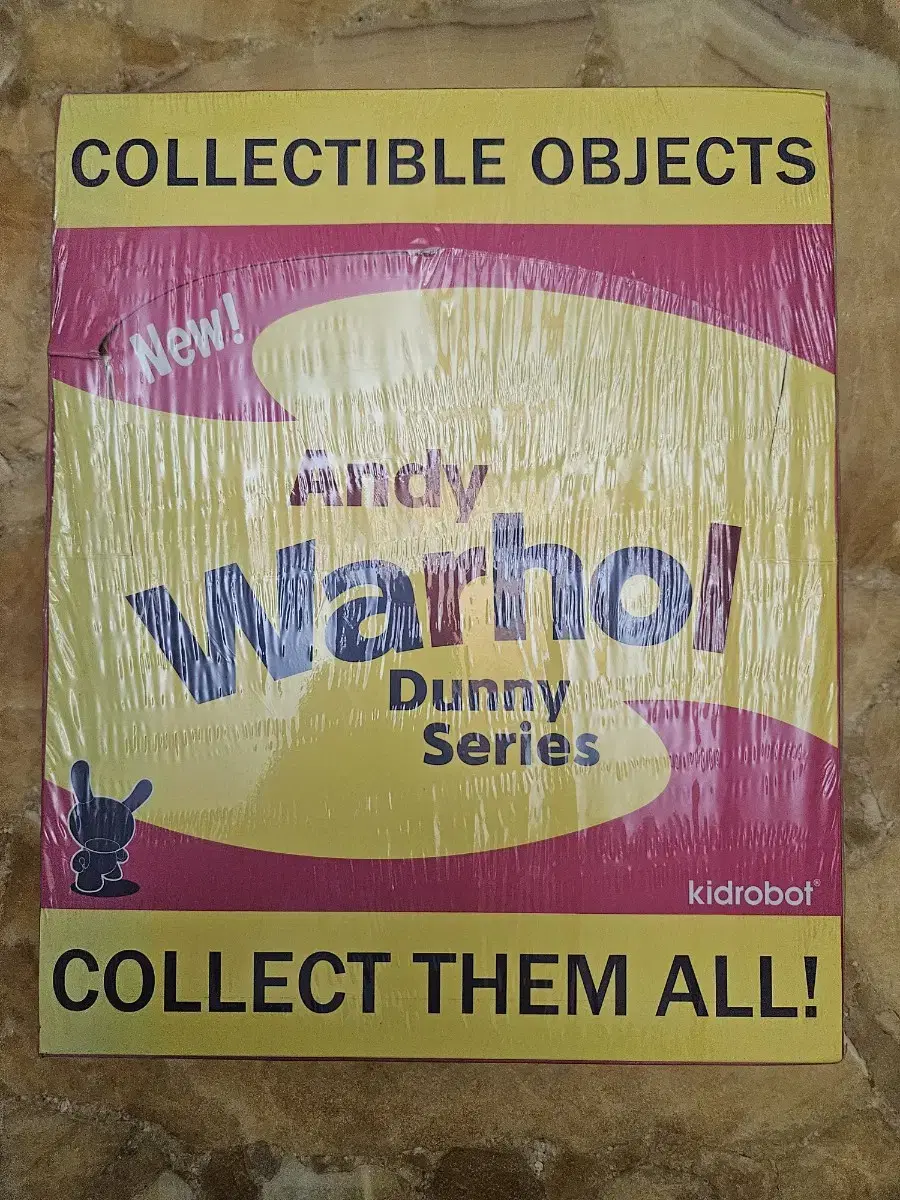 COLLECTIBLE OBJECTS
New!
Andy
Warhol
Dunny
Series
kidrobot®
COLLECT THEM ALL!